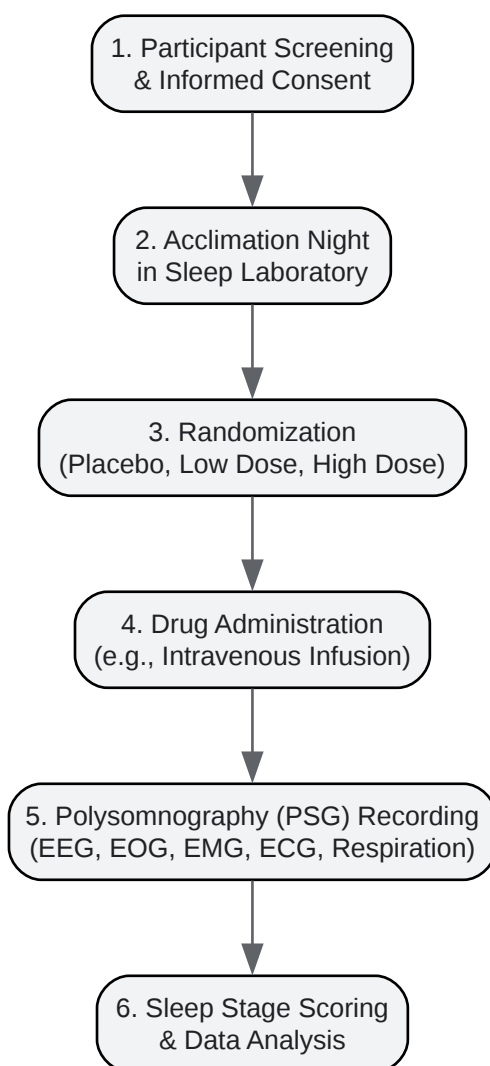 1. Participant Screening
& Informed Consent
2. Acclimation Night
in Sleep Laboratory
3. Randomization
(Placebo, Low Dose, High Dose)
4. Drug Administration
(e.g., Intravenous Infusion)
5. Polysomnography (PSG) Recording
(EEG, EOG, EMG, ECG, Respiration)
6. Sleep Stage Scoring
& Data Analysis